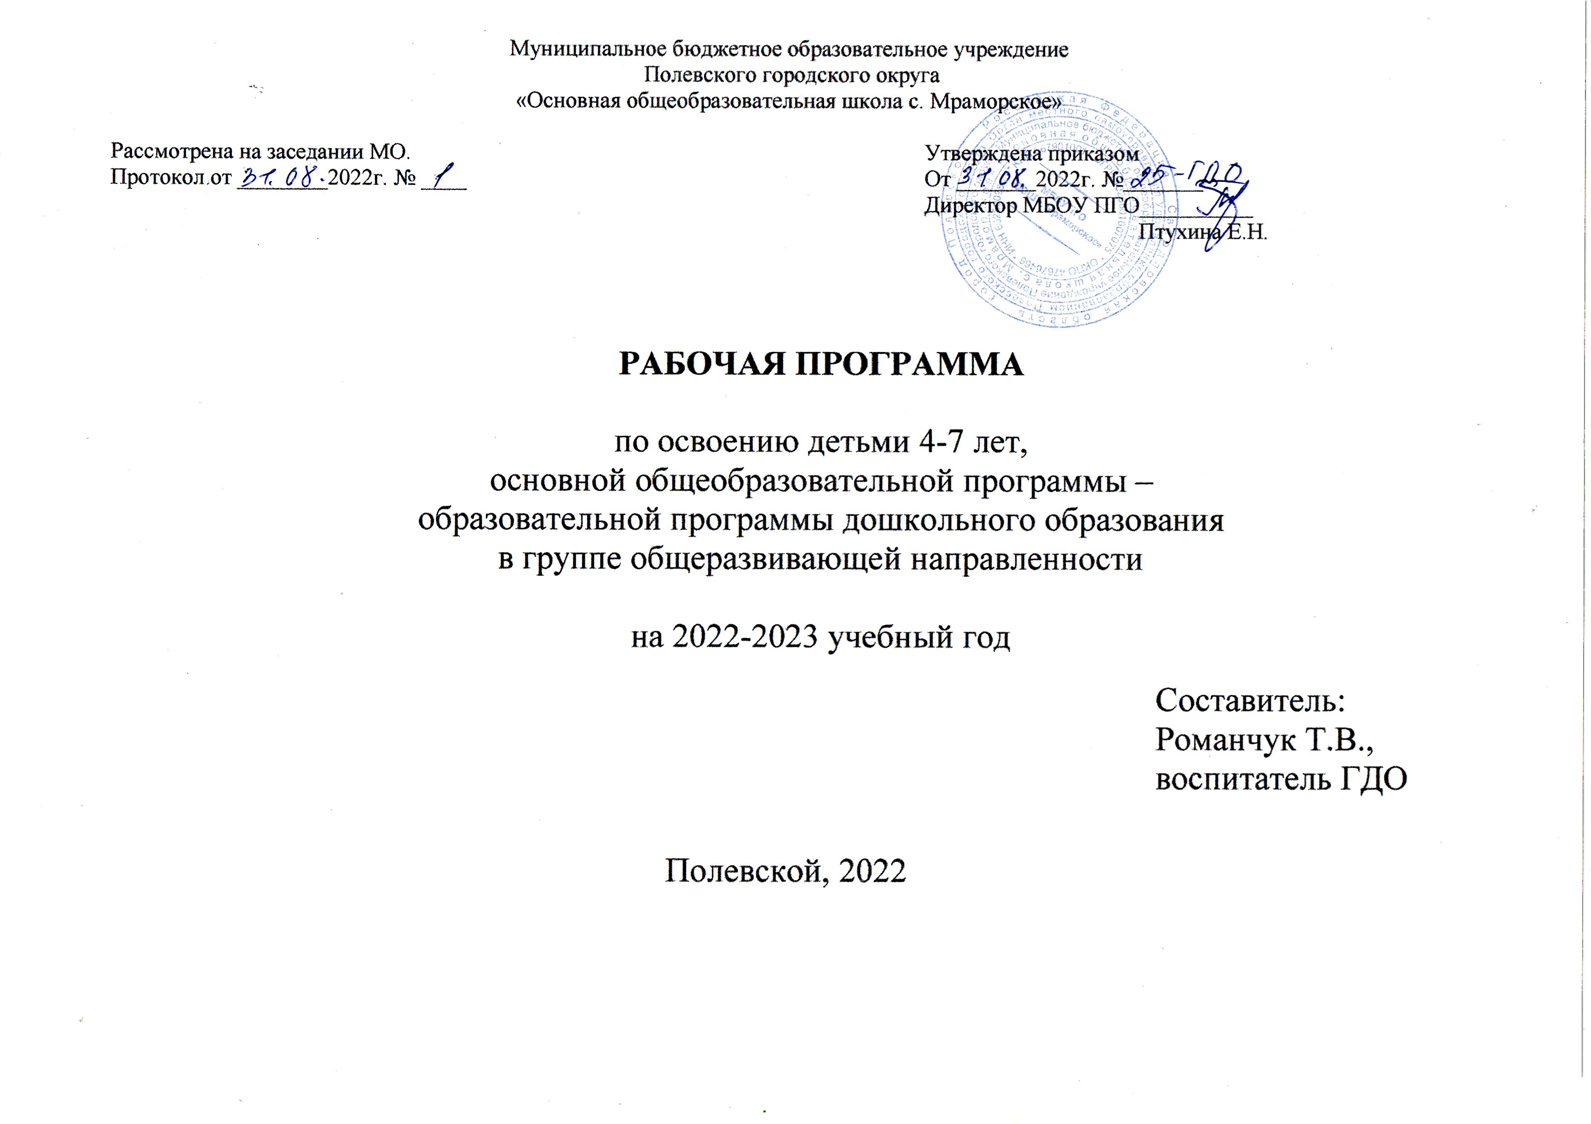 Муниципальное бюджетное образовательное учреждение
Полевского городского округа
«Основная общеобразовательная школа с. Мраморское»
Рассмотрена на заседании МО.
Протокол от 31.08.2022г. № 1
Утверждена приказом
От 31 08. 2022г. № 25-ГДО
Директор МБОУ ПГО
Птухина Е.Н.
РАБОЧАЯ ПРОГРАММА
по освоению детьми 4-7 лет,
основной общеобразовательной программы –
образовательной программы дошкольного образования
в группе общеразвивающей направленности
на 2022-2023 учебный год
Составитель:
Романчук Т.В.,
воспитатель ГДО
Полевской, 2022